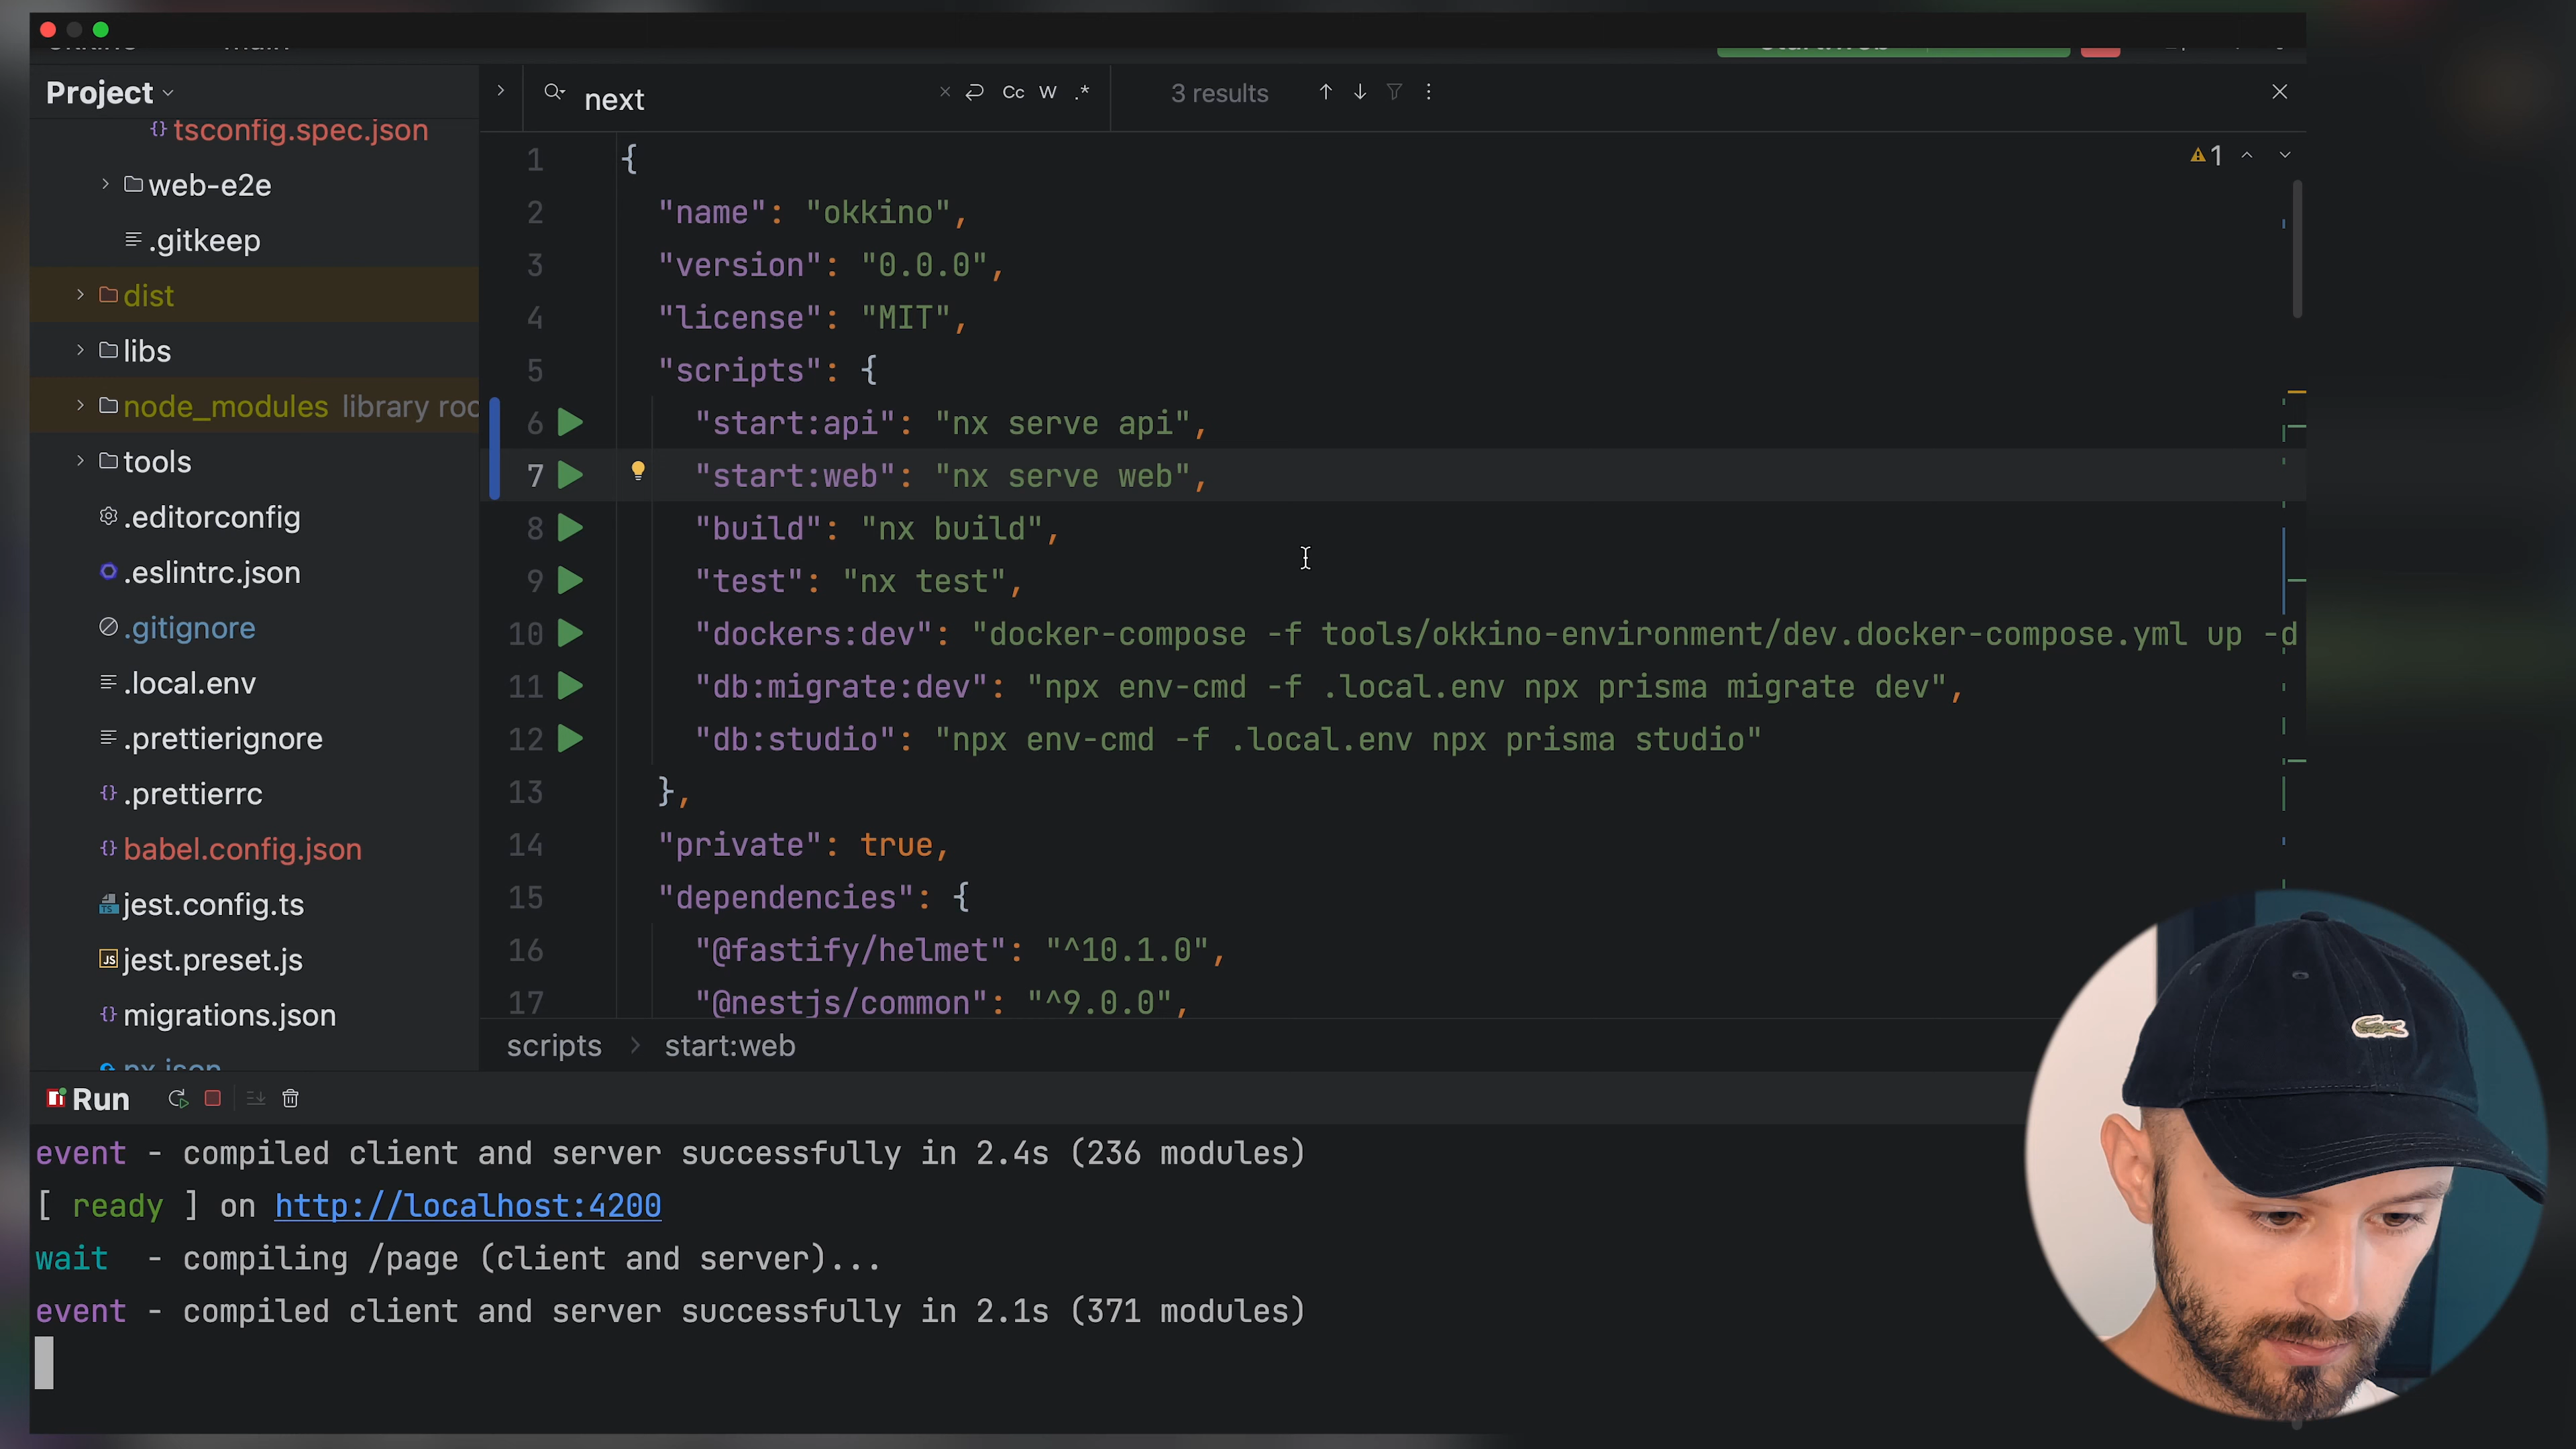 Project
tsconfig.spec.json
web-e2e
.gitkeep
dist
libs
node_modules library roo
tools
.editorconfig
.eslintrc.json
.gitignore
.local.env
.prettierignore
.prettierrc
babel.config.json
jest.config.ts
jest.preset.js
migrations.json
nx.json
next
Cc W .*
3 results
1
1 {
2 "name": "okkino",
3 "version": "0.0.0",
4 "license": "MIT",
5 "scripts": {
6 "start:api": "nx serve api",
7 "start:web": "nx serve web",
8 "build": "nx build",
9 "test": "nx test",
10 "dockers:dev": "docker-compose -f tools/okkino-environment/dev.docker-compose.yml up -d
11 "db:migrate:dev": "npx env-cmd -f .local.env npx prisma migrate dev",
12 "db:studio": "npx env-cmd -f .local.env npx prisma studio"
13 },
14 "private": true,
15 "dependencies": {
16 "@fastify/helmet": "^10.1.0",
17 "@nestjs/common": "^9.0.0",
scripts > start:web
Run
event - compiled client and server successfully in 2.4s (236 modules)
[ ready ] on http://localhost:4200
wait - compiling /page (client and server)...
event - compiled client and server successfully in 2.1s (371 modules)